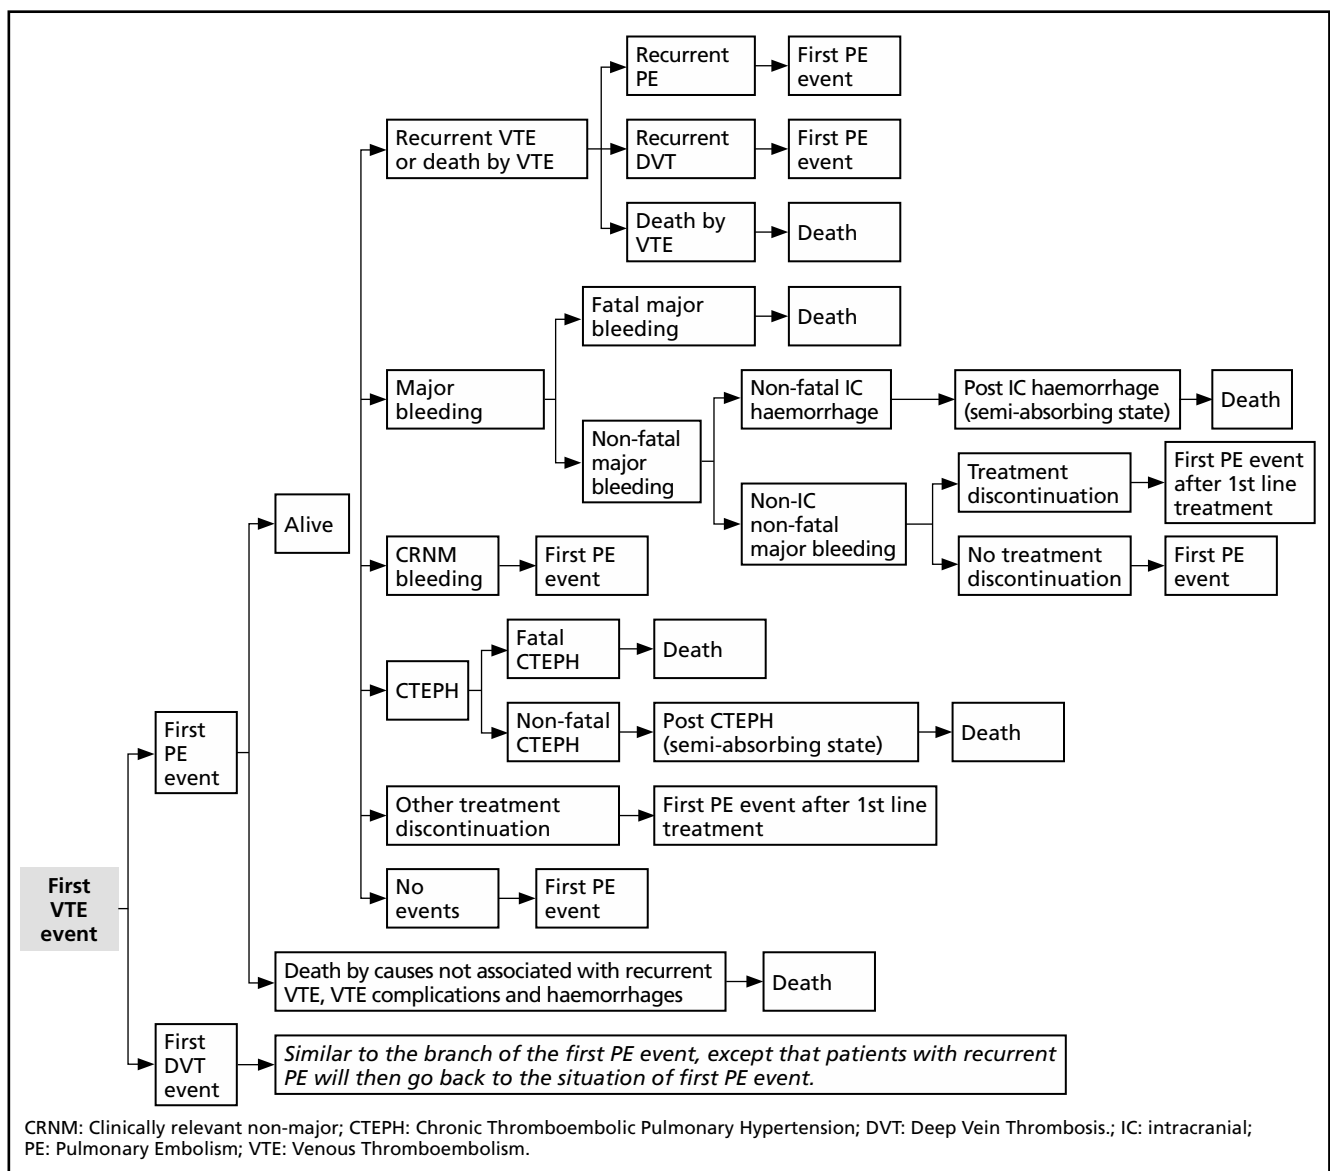 Recurrent
PE
First PE
event
Recurrent VTE
or death by VTE
Recurrent
DVT
First PE
event
Death by
VTE
Death
Fatal major
bleeding
Death
Major
bleeding
Non-fatal
major
bleeding
Non-fatal IC
haemorrhage
Post IC haemorrhage
(semi-absorbing state)
Death
Non-IC
non-fatal
major bleeding
Treatment
discontinuation
First PE event
after 1st line
treatment
No treatment
discontinuation
First PE
event
Alive
CRNM
bleeding
First PE
event
CTEPH
Fatal
CTEPH
Death
Non-fatal
CTEPH
Post CTEPH
(semi-absorbing state)
Death
First
PE
event
Other treatment
discontinuation
First PE event after 1st line
treatment
No
events
First PE
event
First
VTE
event
Death by causes not associated with recurrent
VTE, VTE complications and haemorrhages
Death
First
DVT
event
Similar to the branch of the first PE event, except that patients with recurrent
PE will then go back to the situation of first PE event.
CRNM: Clinically relevant non-major; CTEPH: Chronic Thromboembolic Pulmonary Hypertension; DVT: Deep Vein Thrombosis.; IC: intracranial;
PE: Pulmonary Embolism; VTE: Venous Thromboembolism.